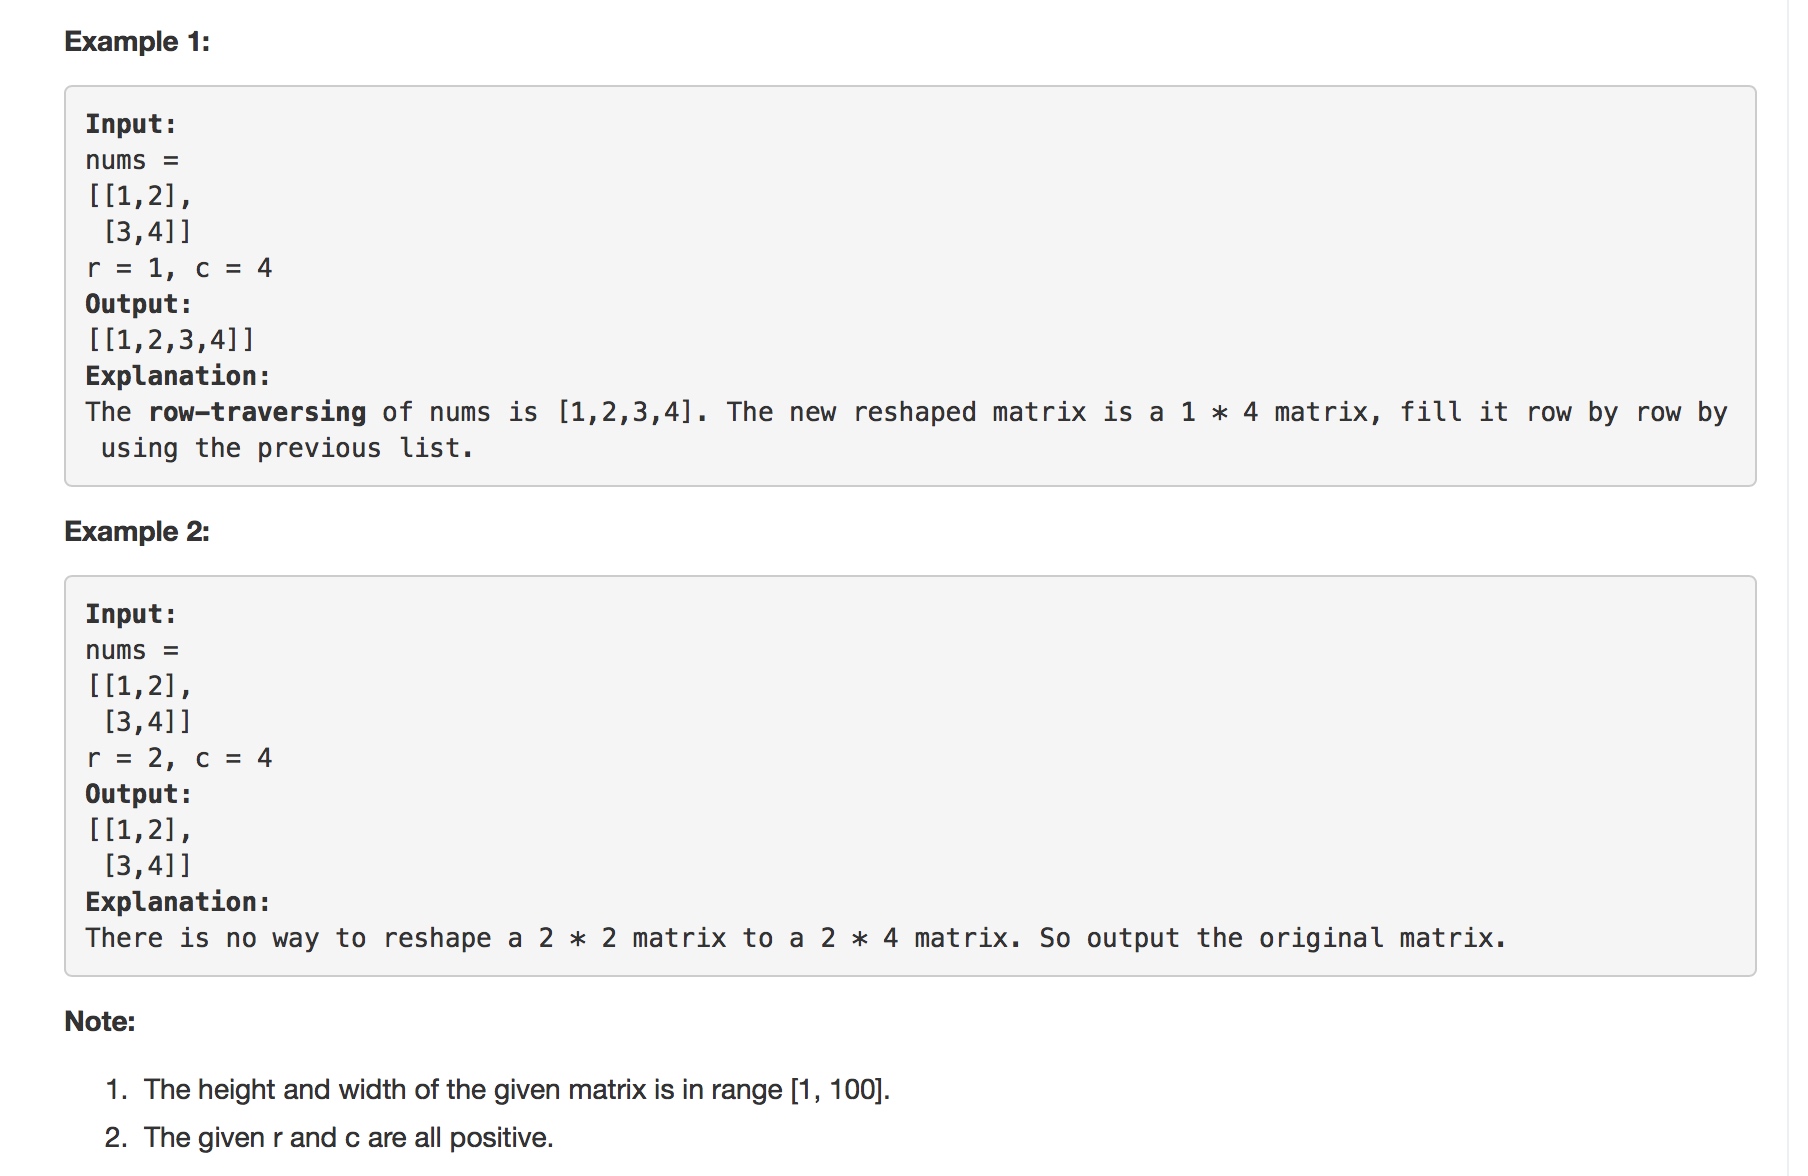 Example 1:
Input:
nums =
[[1,2],
 [3,4]]
r = 1, c = 4
Output:
[[1,2,3,4]]
Explanation:
The row-traversing of nums is [1,2,3,4]. The new reshaped matrix is a 1 * 4 matrix, fill it row by row by
 using the previous list.
Example 2:
Input:
nums =
[[1,2],
 [3,4]]
r = 2, c = 4
Output:
[[1,2],
 [3,4]]
Explanation:
There is no way to reshape a 2 * 2 matrix to a 2 * 4 matrix. So output the original matrix.
Note:
1. The height and width of the given matrix is in range [1, 100].
2. The given r and c are all positive.